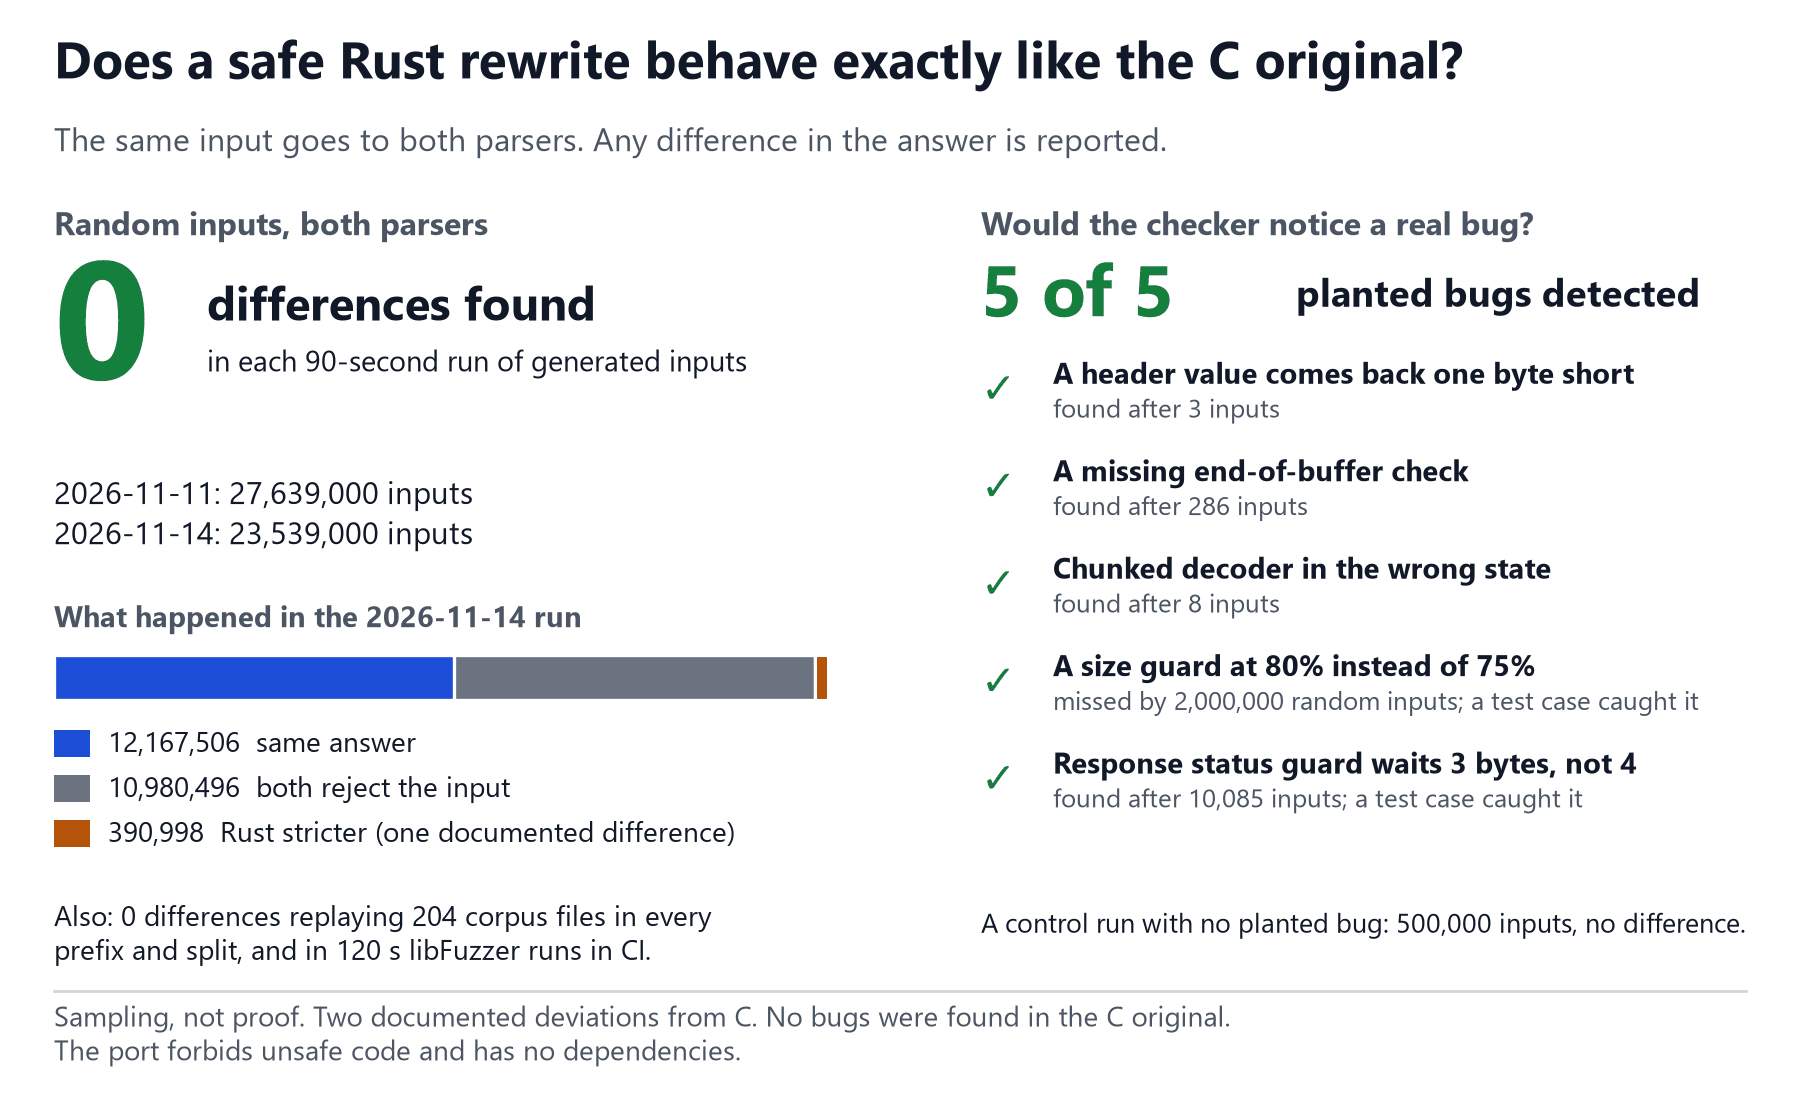 Does a safe Rust rewrite behave exactly like the C original?
The same input goes to both parsers. Any difference in the answer is reported.
Random inputs, both parsers
0
differences found
in each 90-second run of generated inputs
2026-11-11: 27,639,000 inputs
2026-11-14: 23,539,000 inputs
What happened in the 2026-11-14 run
12,167,506 same answer
10,980,496 both reject the input
390,998 Rust stricter (one documented difference)
Also: 0 differences replaying 204 corpus files in every
prefix and split, and in 120 s libFuzzer runs in CI.
Would the checker notice a real bug?
5 of 5 planted bugs detected
✓ A header value comes back one byte short
found after 3 inputs
✓ A missing end-of-buffer check
found after 286 inputs
✓ Chunked decoder in the wrong state
found after 8 inputs
✓ A size guard at 80% instead of 75%
missed by 2,000,000 random inputs; a test case caught it
✓ Response status guard waits 3 bytes, not 4
found after 10,085 inputs; a test case caught it
A control run with no planted bug: 500,000 inputs, no difference.
Sampling, not proof. Two documented deviations from C. No bugs were found in the C original.
The port forbids unsafe code and has no dependencies.